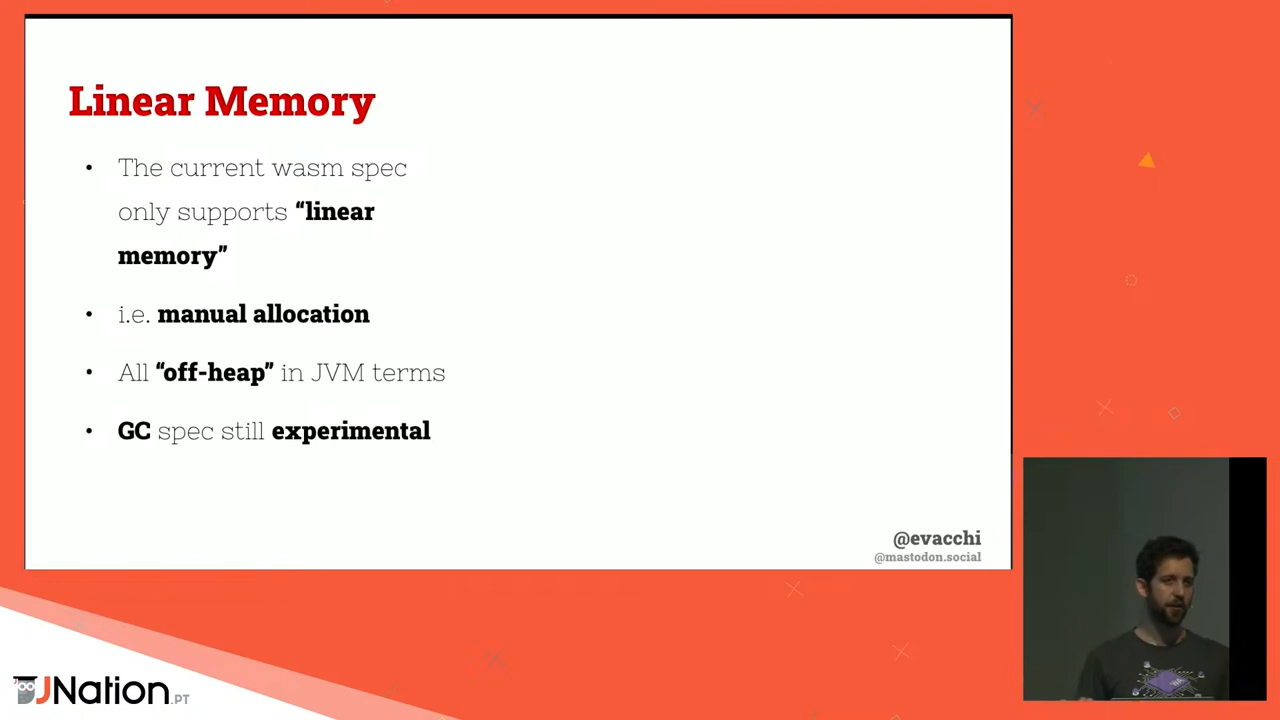 Linear Memory
• The current wasm spec
only supports “linear
memory”
• i.e. manual allocation
• All “off-heap” in JVM terms
• GC spec still experimental
@evacchi
@mastodon.social
JNation.PT